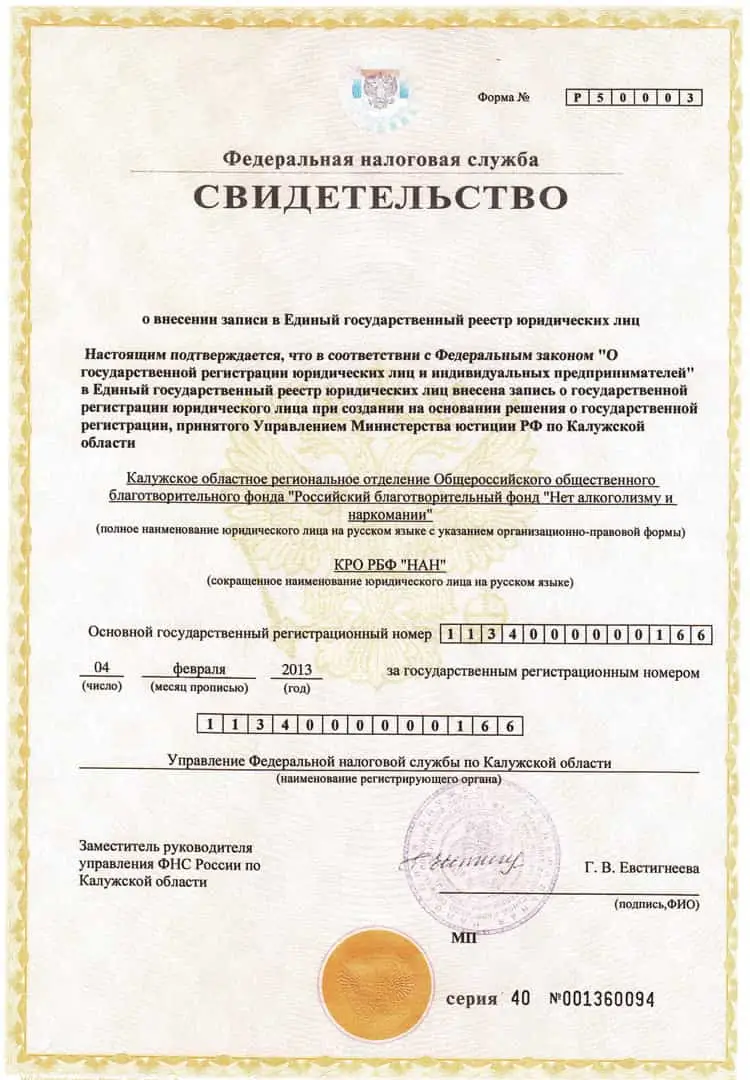 Форма № Р 5 0 0 0 3
Федеральная налоговая служба
СВИДЕТЕЛЬСТВО
о внесении записи в Единый государственный реестр юридических лиц
Настоящим подтверждается, что в соответствии с Федеральным законом "О
государственной регистрации юридических лиц и индивидуальных предпринимателей"
в Единый государственный реестр юридических лиц внесена запись о государственной
регистрации юридического лица при создании на основании решения о государственной
регистрации, принятого Управлением Министерства юстиции РФ по Калужской
области
Калужское областное региональное отделение Общероссийского общественного
благотворительного фонда "Российский благотворительный фонд "Нет алкоголизму и
наркомании"
(полное наименование юридического лица на русском языке с указанием организационно-правовой формы)
КРО РБФ "НАН"
(сокращенное наименование юридического лица на русском языке)
Основной государственный регистрационный номер 1 1 3 4 0 0 0 0 0 0 1 6 6
04 февраля 2013 за государственным регистрационным номером
(число) (месяц прописью) (год)
1 1 3 4 0 0 0 0 0 0 1 6 6
Управление Федеральной налоговой службы по Калужской области
(наименование регистрирующего органа)
Заместитель руководителя
управления ФНС России по
Калужской области
Г. В. Евстигнеева
(подпись,ФИО)
МП
серия 40 №001360094